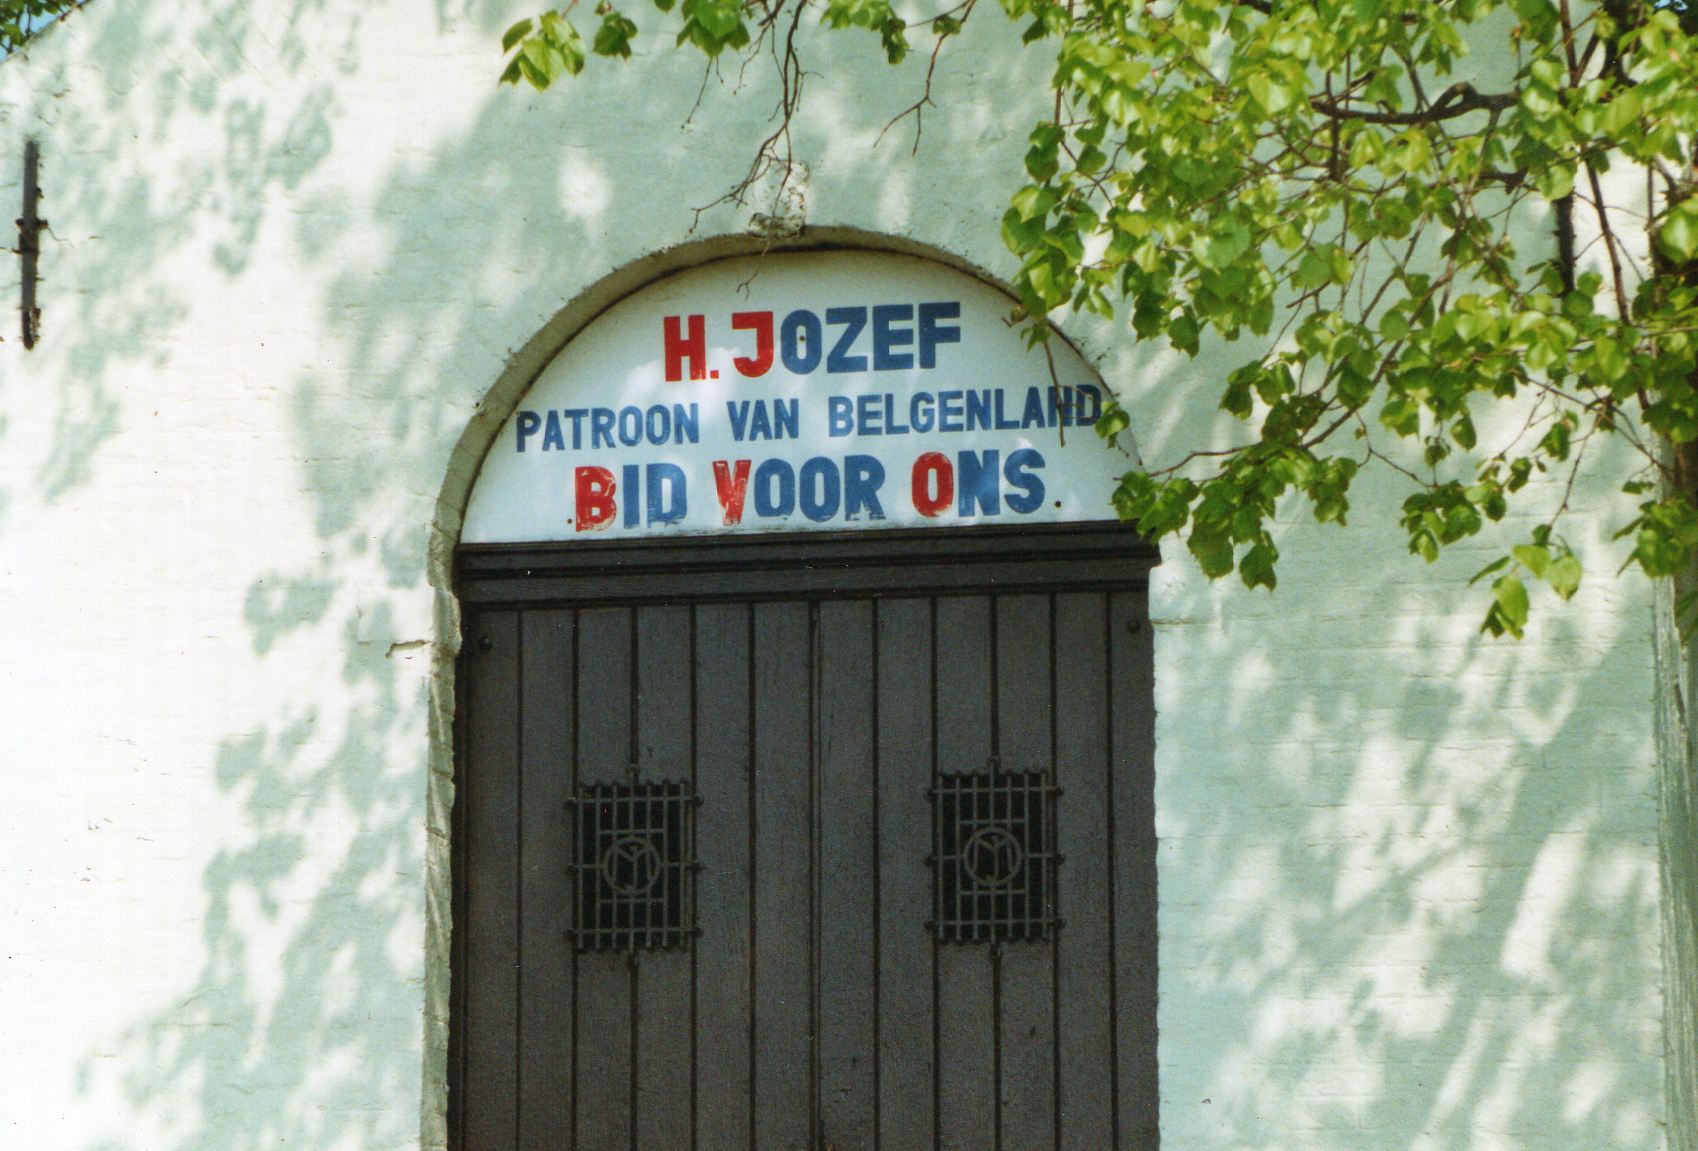 H. JOZEF
PATROON VAN BELGENLAND
BID VOOR ONS.